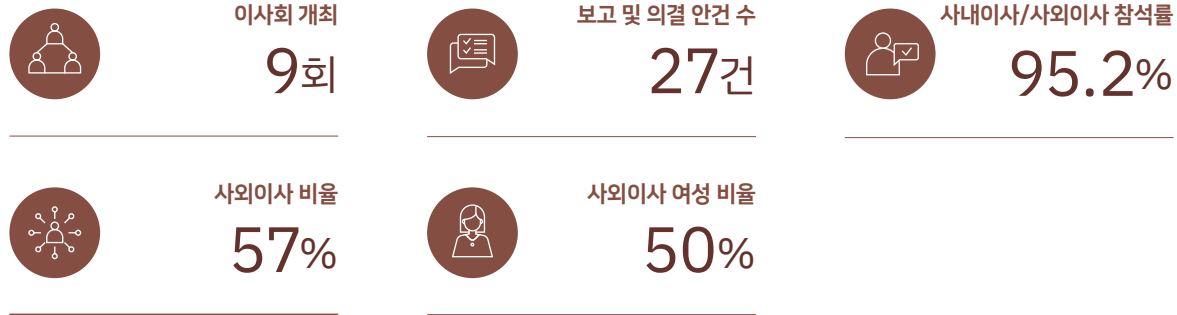 이사회 개최
9회
보고 및 의결 안건 수
27건
사내이사/사외이사 참석률
95.2%
사외이사 비율
57%
사외이사 여성 비율
50%